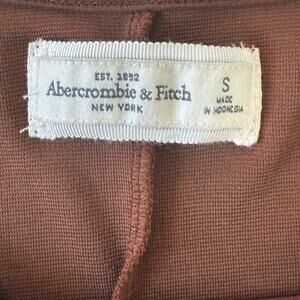 EST. 1892
Abercrombie & Fitch
NEW YORK
S
MADE
IN INDONESIA